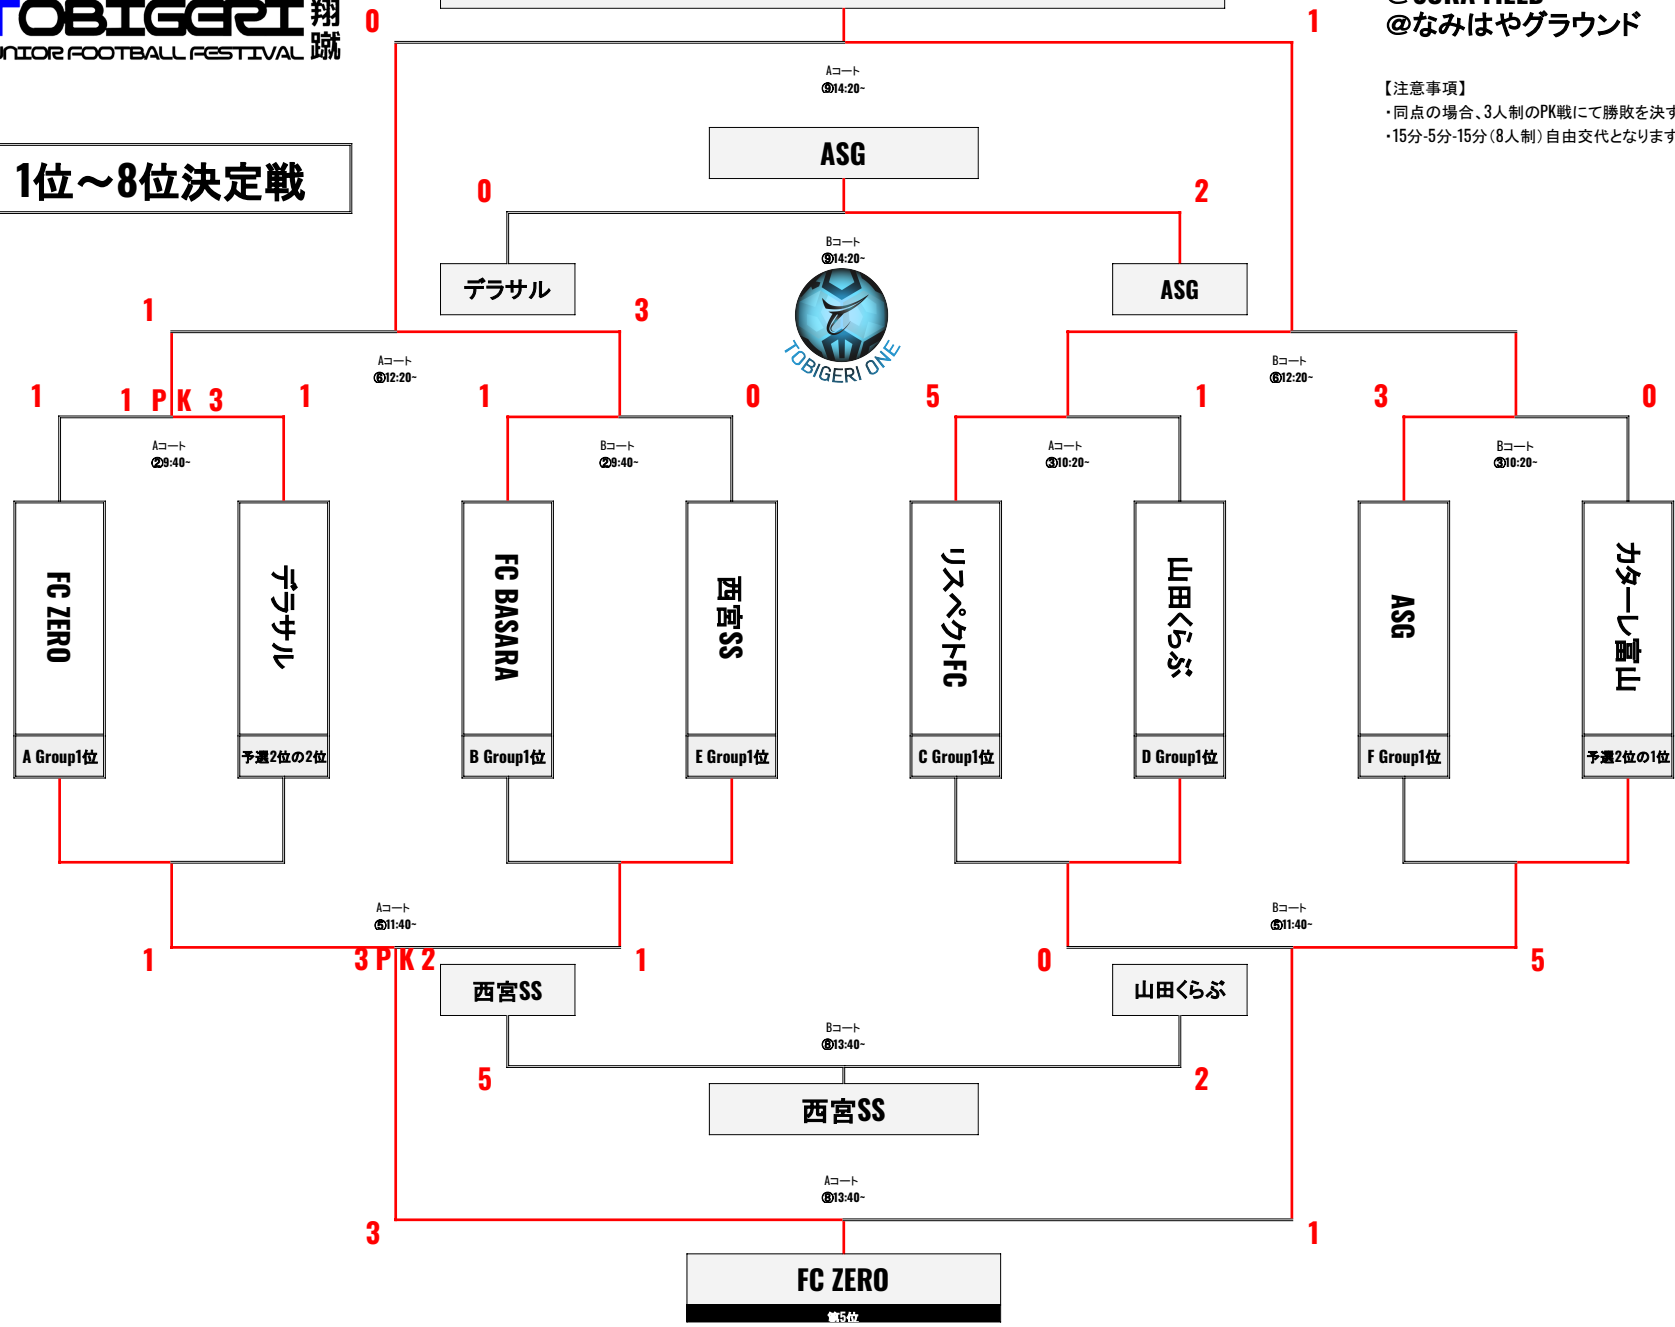 TOBIGERI 翔蹴
JUNIOR FOOTBALL FESTIVAL
@なみはやグラウンド
【注意事項】
・同点の場合、3人制のPK戦にて勝敗を決す
・15分-5分-15分（8人制）自由交代となります
1位～8位決定戦
0
1
Aコート
⑨14:20~
ASG
0
2
Bコート
⑨14:20~
デラサル
ASG
TOBIGERI ONE
1
3
Aコート
⑥12:20~
Bコート
⑥12:20~
1
1 P K 3
1
1
0
5
1
3
0
Aコート
②9:40~
Bコート
②9:40~
Aコート
③10:20~
Bコート
③10:20~
FC ZERO
デラサル
FC BASARA
西宮SS
リスペクトFC
山田くらぶ
ASG
カターレ富山
A Group1位
予選2位の2位
B Group1位
E Group1位
C Group1位
D Group1位
F Group1位
予選2位の1位
Aコート
⑤11:40~
Bコート
⑤11:40~
1
3 P K 2
1
0
5
西宮SS
山田くらぶ
Bコート
⑧13:40~
5
2
西宮SS
Aコート
⑧13:40~
3
1
FC ZERO
第5位